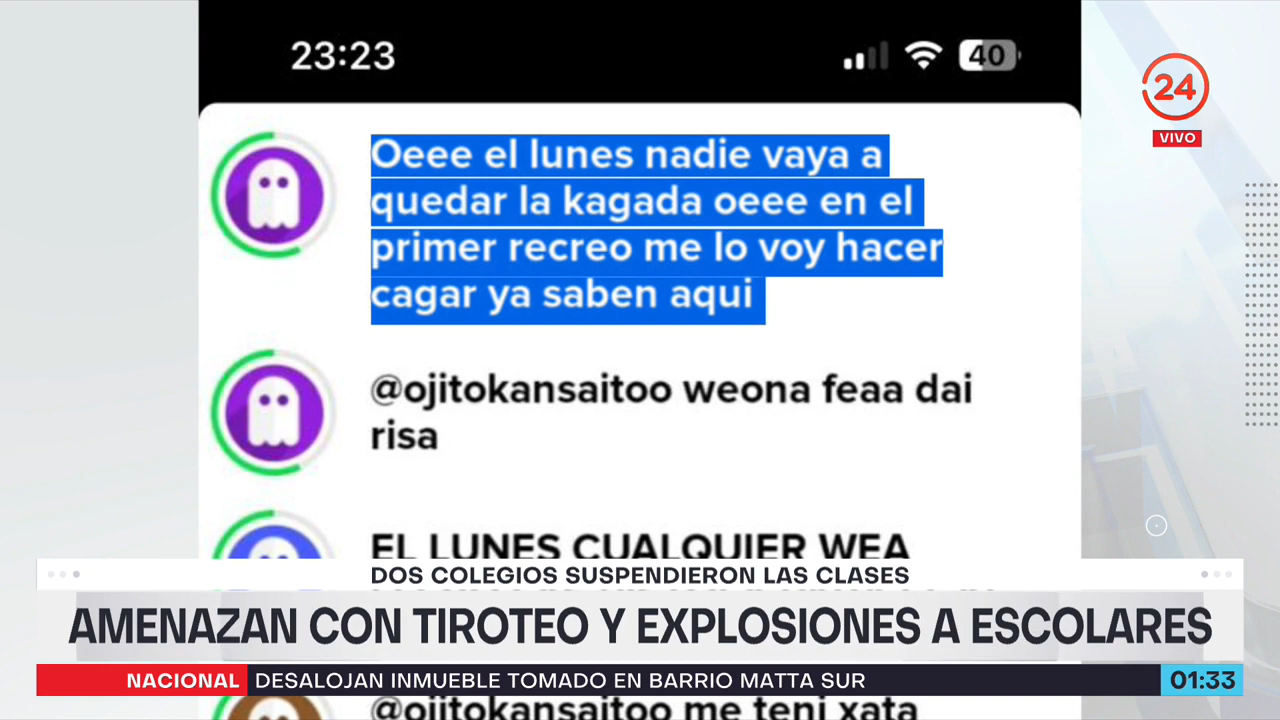 23:23
40
24
VIVO
Oeee el lunes nadie vaya a
quedar la kagada oeee en el
primer recreo me lo voy hacer
cagar ya saben aqui
@ojitokansaitoo weona feaa dai
risa
EL LUNES CUALQUIER WEA
DOS COLEGIOS SUSPENDIERON LAS CLASES
AMENAZAN CON TIROTEO Y EXPLOSIONES A ESCOLARES
NACIONAL DESALOJAN INMUEBLE TOMADO EN BARRIO MATTA SUR
01:33
@ojitokansaitoo me teni xata